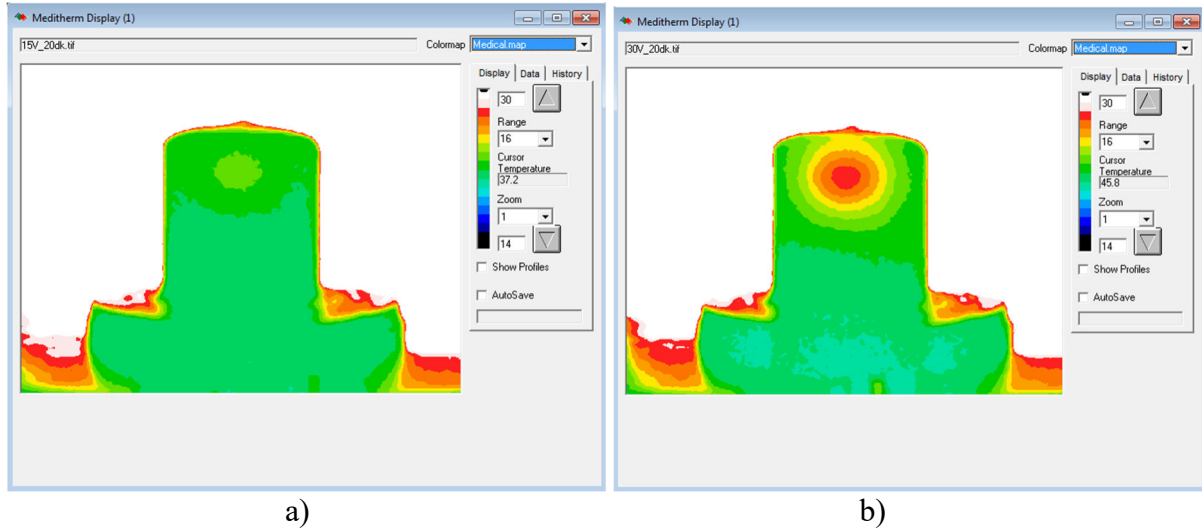 Meditherm Display (1)
15V_20dk.tif
Colormap
Medical.map
Display
Data
History
30
Range
16
Cursor
Temperature
37.2
Zoom
1
14
Show Profiles
AutoSave
a)
Meditherm Display (1)
30V_20dk.tif
Colormap
Medical.map
Display
Data
History
30
Range
16
Cursor
Temperature
45.8
Zoom
1
14
Show Profiles
AutoSave
b)